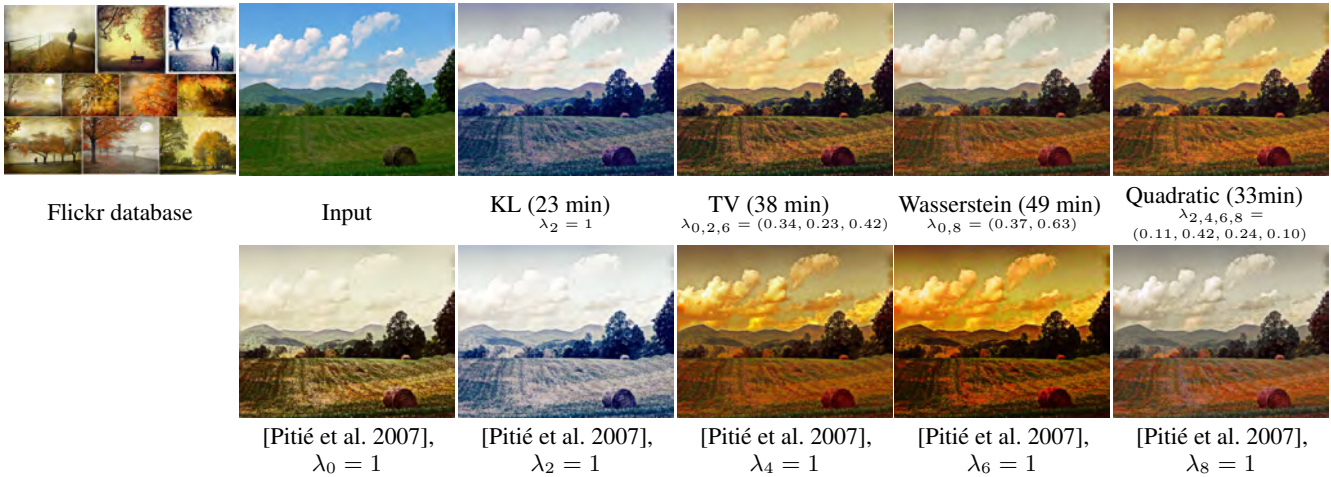 Flickr database
Input
KL (23 min)
λ₂ = 1
TV (38 min)
λ₀,₂,₆ = (0.34, 0.23, 0.42)
Wasserstein (49 min)
λ₀,₈ = (0.37, 0.63)
Quadratic (33min)
λ₂,₄,₆,₈ =
(0.11, 0.42, 0.24, 0.10)
[Pitié et al. 2007],
λ₀ = 1
[Pitié et al. 2007],
λ₂ = 1
[Pitié et al. 2007],
λ₄ = 1
[Pitié et al. 2007],
λ₆ = 1
[Pitié et al. 2007],
λ₈ = 1